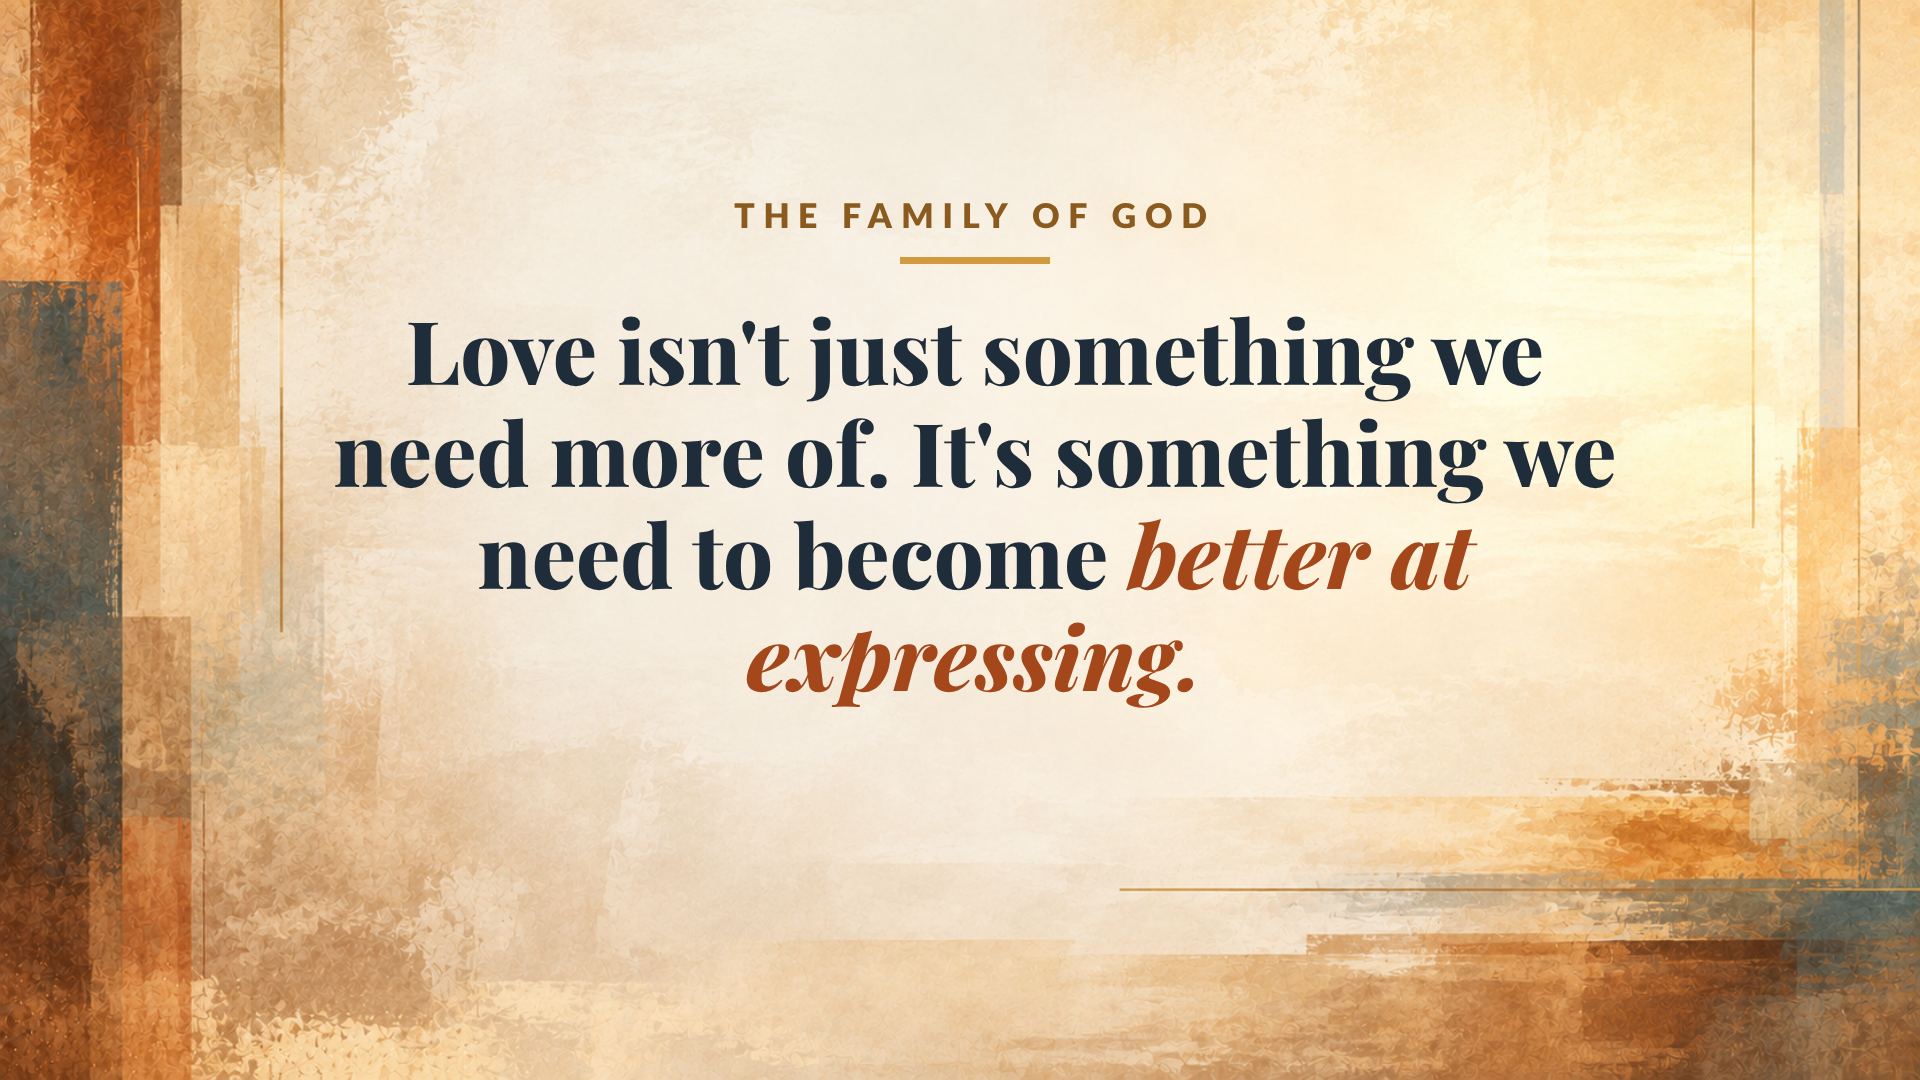 THE FAMILY OF GOD
Love isn't just something we
need more of. It's something we
need to become better at
expressing.